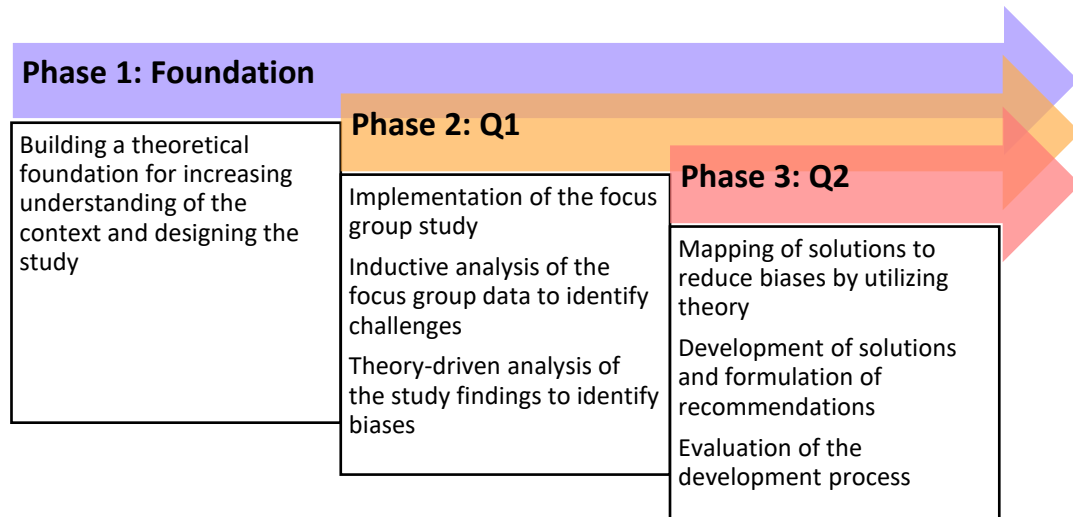 Phase 1: Foundation
Building a theoretical
foundation for increasing
understanding of the
context and designing the
study
Phase 2: Q1
Implementation of the focus
group study
Inductive analysis of the
focus group data to identify
challenges
Theory-driven analysis of
the study findings to identify
biases
Phase 3: Q2
Mapping of solutions to
reduce biases by utilizing
theory
Development of solutions
and formulation of
recommendations
Evaluation of the
development process